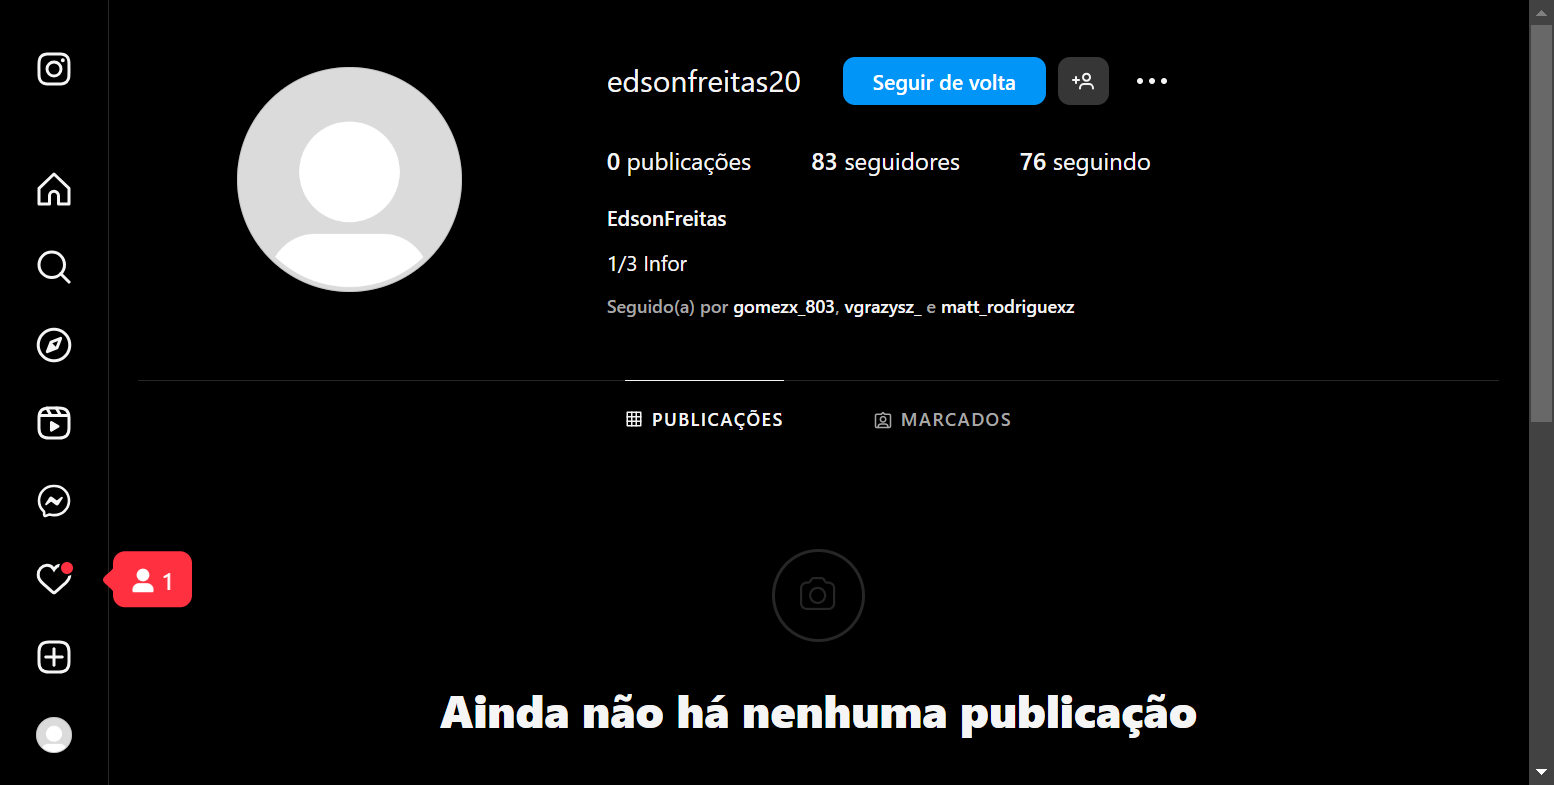 edsonfreitas20 Seguir de volta
0 publicações 83 seguidores 76 seguindo
EdsonFreitas
1/3 Infor
Seguido(a) por gomezx_803, vgrazysz_ e matt_rodriguexz
PUBLICAÇÕES MARCADOS
1
Ainda não há nenhuma publicação